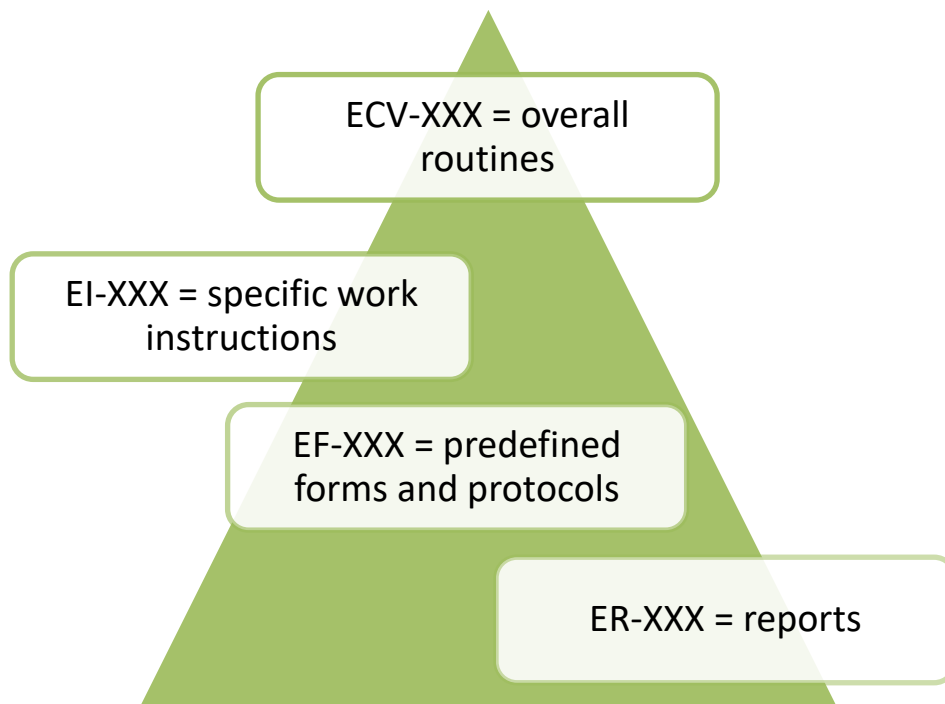 ECV-XXX = overall
routines
EI-XXX = specific work
instructions
EF-XXX = predefined
forms and protocols
ER-XXX = reports